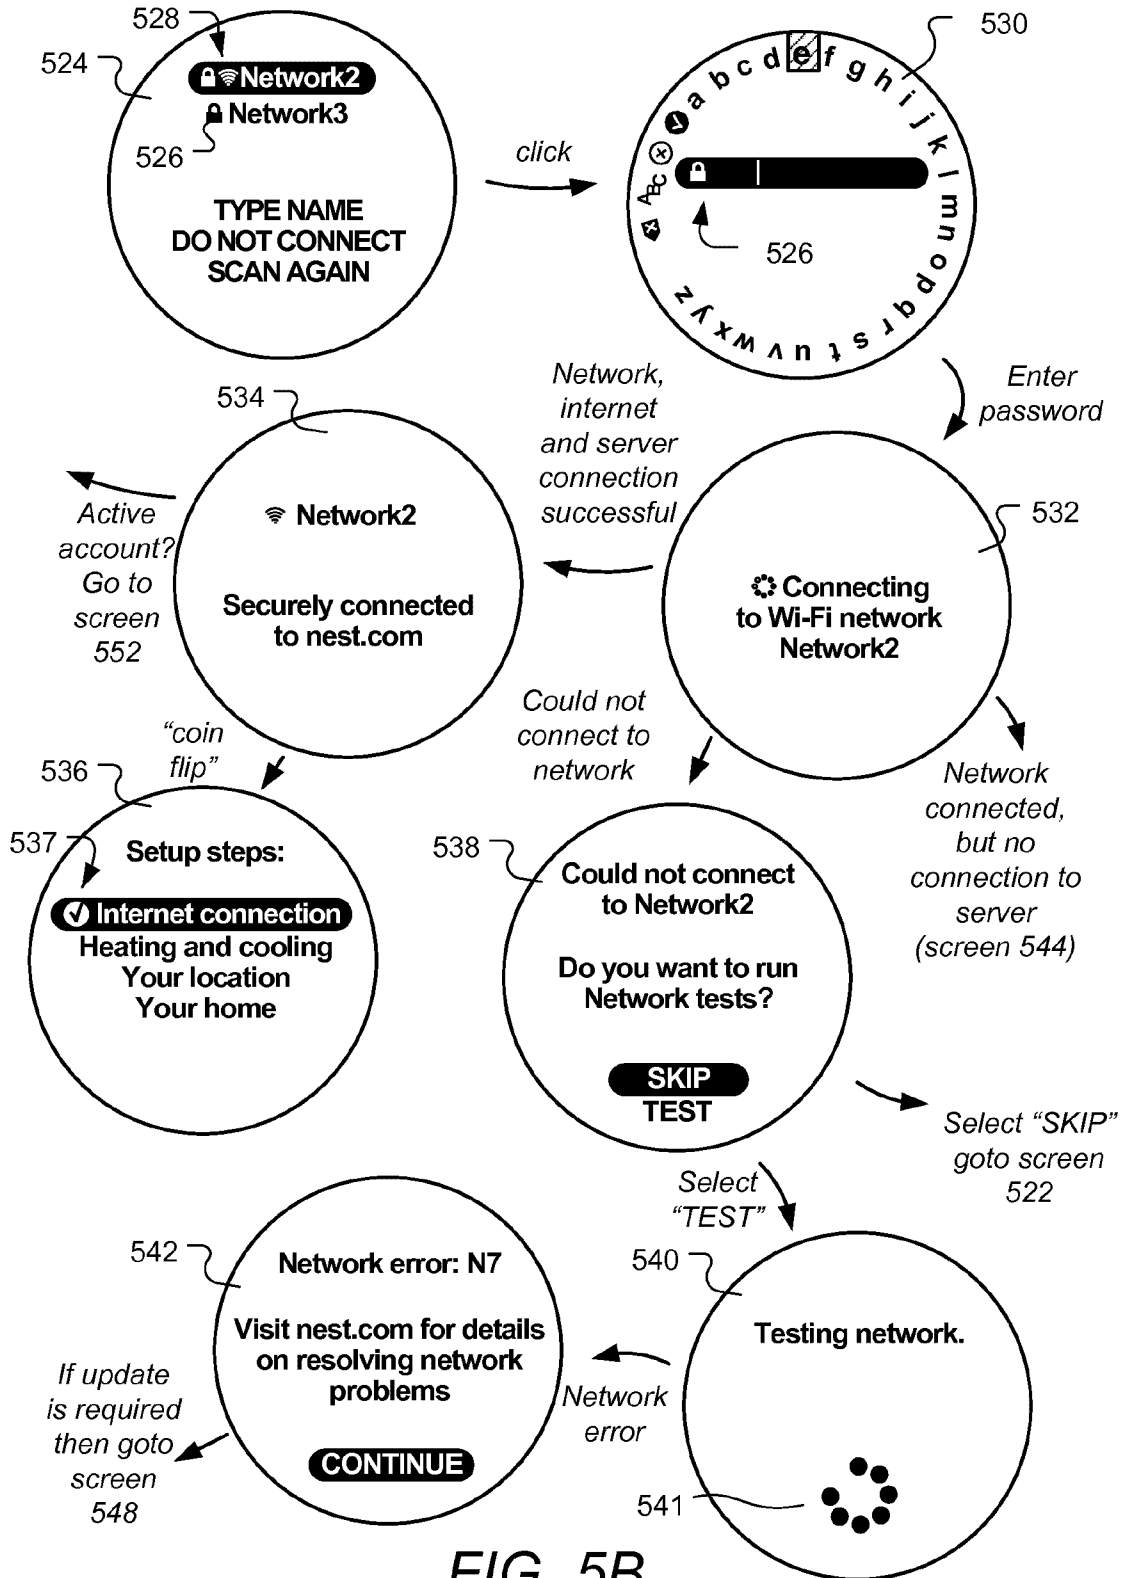 528
524
Network2
Network3
526
TYPE NAME
DO NOT CONNECT
SCAN AGAIN
click
530
a b c d e f g h i j k l m n o p q r s t u v w x y z
ABC
526
Enter
password
Network,
internet
and server
connection
successful
534
Network2
Securely connected
to nest.com
Active
account?
Go to
screen
552
532
Connecting
to Wi-Fi network
Network2
"coin
flip"
536
537
Setup steps:
Internet connection
Heating and cooling
Your location
Your home
Could not
connect to
network
538
Could not connect
to Network2
Do you want to run
Network tests?
SKIP
TEST
Network
connected,
but no
connection to
server
(screen 544)
Select “SKIP”
goto screen
522
Select
“TEST”
542
Network error: N7
Visit nest.com for details
on resolving network
problems
CONTINUE
If update
is required
then goto
screen
548
Network
error
540
Testing network.
541
FIG. 5B